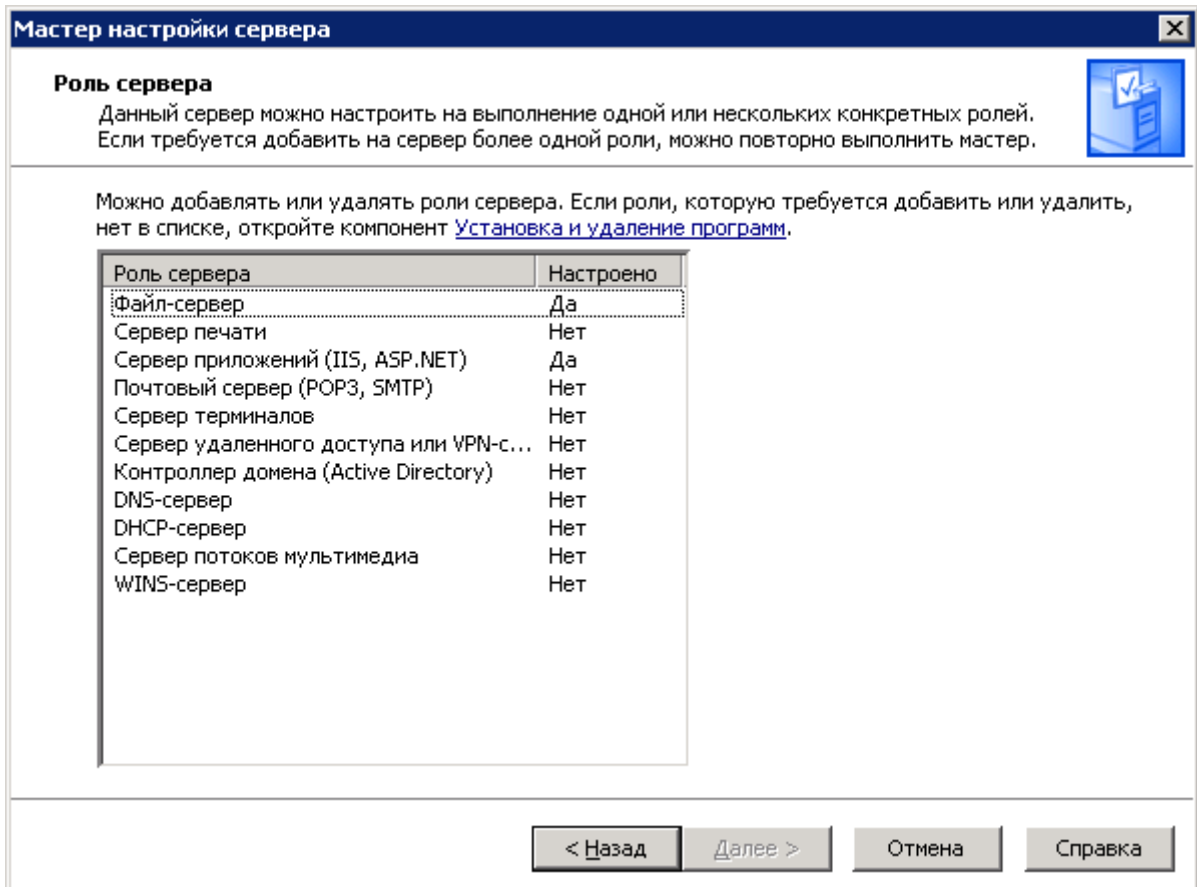 Мастер настройки сервера
Роль сервера
Данный сервер можно настроить на выполнение одной или нескольких конкретных ролей.
Если требуется добавить на сервер более одной роли, можно повторно выполнить мастер.
Можно добавлять или удалять роли сервера. Если роли, которую требуется добавить или удалить,
нет в списке, откройте компонент Установка и удаление программ.
Роль сервера Настроено
Файл-сервер Да
Сервер печати Нет
Сервер приложений (IIS, ASP.NET) Да
Почтовый сервер (POP3, SMTP) Нет
Сервер терминалов Нет
Сервер удаленного доступа или VPN-с... Нет
Контроллер домена (Active Directory) Нет
DNS-сервер Нет
DHCP-сервер Нет
Сервер потоков мультимедиа Нет
WINS-сервер Нет
< Назад Далее > Отмена Справка